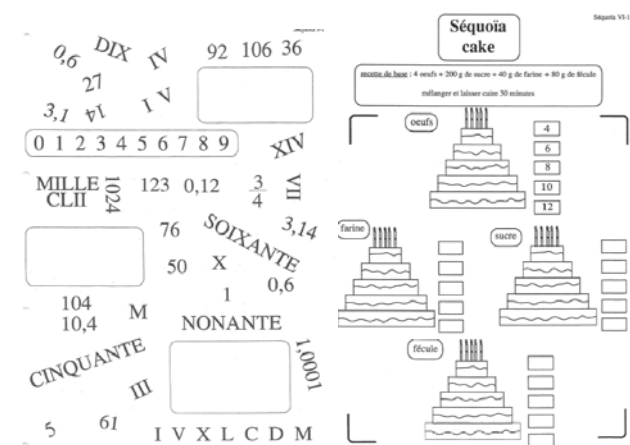 0,6
DIX
IV
92 106 36
27
3,1
14
I V
0 1 2 3 4 5 6 7 8 9
XIV
MILLE
CLII
1024
123 0,12
3
4
VII
76
SOIXANTE
3,14
50
X
0,6
1
104
10,4
M
NONANTE
CINQUANTE
III
1,0001
5
61
I V X L C D M
Séquoïa VI-1
Séquoïa
cake
recette de base : 4 oeufs + 200 g de sucre + 40 g de farine + 80 g de fécule
mélanger et laisser cuire 30 minutes
oeufs
4
6
8
10
12
farine
sucre
fécule